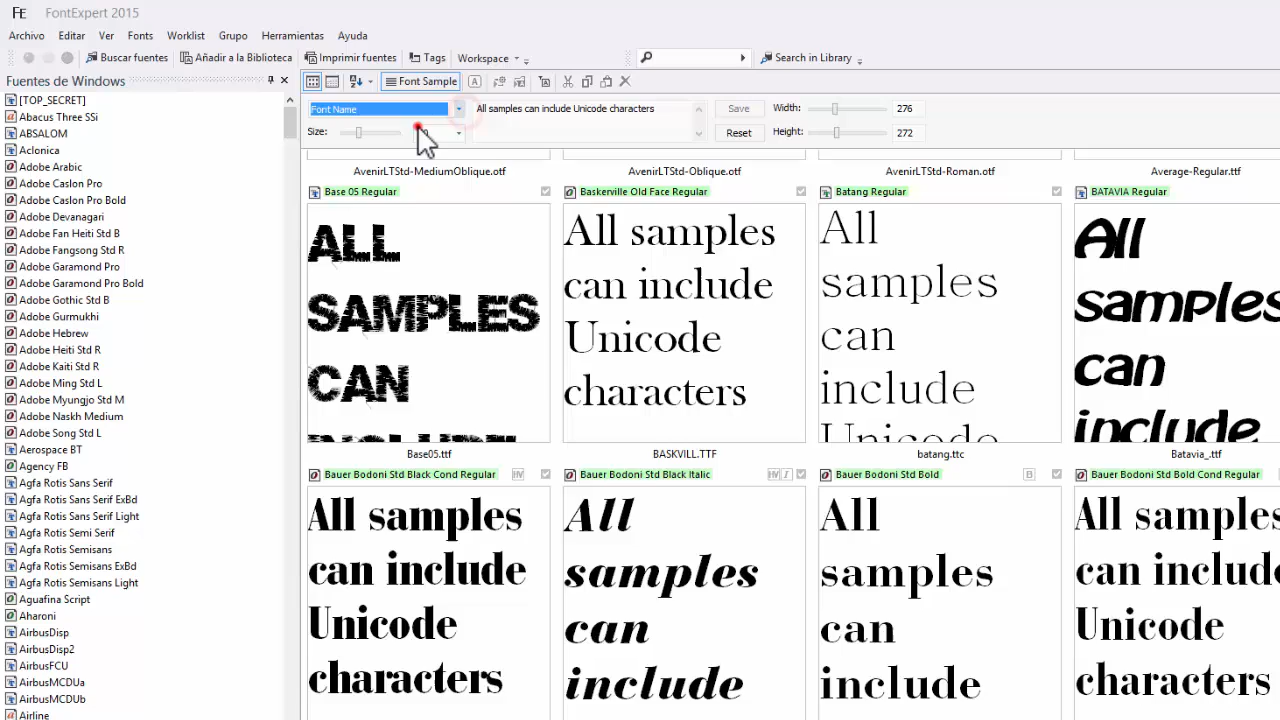 FE FontExpert 2015
Archivo Editar Ver Fonts Worklist Grupo Herramientas Ayuda
Buscar fuentes Añadir a la Biblioteca Imprimir fuentes Tags Workspace Search in Library
Fuentes de Windows
Font Sample
[TOP_SECRET]
Abacus Three SSi
ABSALOM
Aclonica
Adobe Arabic
Adobe Caslon Pro
Adobe Caslon Pro Bold
Adobe Devanagari
Adobe Fan Heiti Std B
Adobe Fangsong Std R
Adobe Garamond Pro
Adobe Garamond Pro Bold
Adobe Gothic Std B
Adobe Gurmukhi
Adobe Hebrew
Adobe Heiti Std R
Adobe Kaiti Std R
Adobe Ming Std L
Adobe Myungjo Std M
Adobe Naskh Medium
Adobe Song Std L
Aerospace BT
Agency FB
Agfa Rotis Sans Serif
Agfa Rotis Sans Serif ExBd
Agfa Rotis Sans Serif Light
Agfa Rotis Semi Serif
Agfa Rotis Semisans
Agfa Rotis Semisans ExBd
Agfa Rotis Semisans Light
Aguafina Script
Aharoni
AirbusDisp
AirbusDisp2
AirbusFCU
AirbusMCDUa
AirbusMCDUb
Airline
Font Name
All samples can include Unicode characters
Save
Width: 276
Size:
Reset
Height: 272
AvenirLTStd-MediumOblique.otf AvenirLTStd-Oblique.otf AvenirLTStd-Roman.otf Average-Regular.ttf
Base 05 Regular
ALL
SAMPLES
CAN
INCLUDE
Base05.ttf
Baskerville Old Face Regular
All samples
can include
Unicode
characters
BASKVILL.TTF
Batang Regular
All
samples
can
include
Unicode
batang.ttc
BATAVIA Regular
All
samples
can
include
Batavia_.ttf
Bauer Bodoni Std Black Cond Regular HV
All samples
can include
Unicode
characters
Bauer Bodoni Std Black Italic HV I
All
samples
can
include
Bauer Bodoni Std Bold B
All
samples
can
include
Bauer Bodoni Std Bold Cond Regular
All samples
can include
Unicode
characters